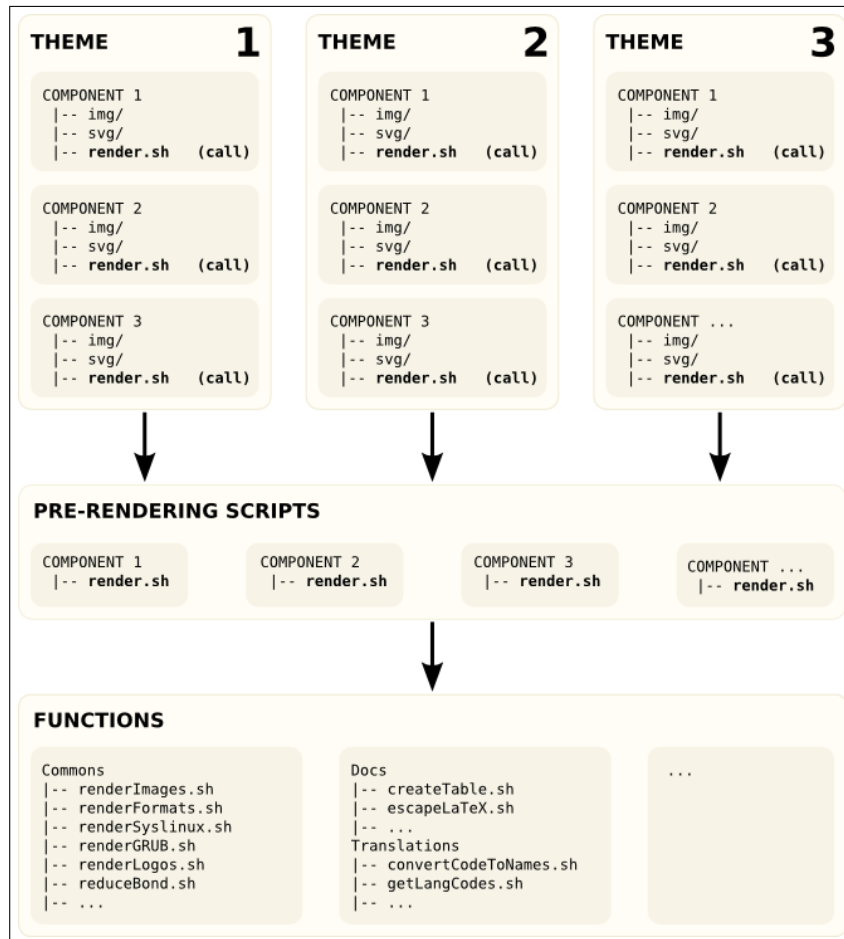 THEME 1
COMPONENT 1
|-- img/
|-- svg/
|-- render.sh (call)
COMPONENT 2
|-- img/
|-- svg/
|-- render.sh (call)
COMPONENT 3
|-- img/
|-- svg/
|-- render.sh (call)
THEME 2
COMPONENT 1
|-- img/
|-- svg/
|-- render.sh (call)
COMPONENT 2
|-- img/
|-- svg/
|-- render.sh (call)
COMPONENT 3
|-- img/
|-- svg/
|-- render.sh (call)
THEME 3
COMPONENT 1
|-- img/
|-- svg/
|-- render.sh (call)
COMPONENT 2
|-- img/
|-- svg/
|-- render.sh (call)
COMPONENT ...
|-- img/
|-- svg/
|-- render.sh (call)
PRE-RENDERING SCRIPTS
COMPONENT 1
|-- render.sh
COMPONENT 2
|-- render.sh
COMPONENT 3
|-- render.sh
COMPONENT ...
|-- render.sh
FUNCTIONS
Commons
|-- renderImages.sh
|-- renderFormats.sh
|-- renderSyslinux.sh
|-- renderGRUB.sh
|-- renderLogos.sh
|-- reduceBond.sh
|-- ...
Docs
|-- createTable.sh
|-- escapeLaTeX.sh
|-- ...
Translations
|-- convertCodeToNames.sh
|-- getLangCodes.sh
|-- ...
...